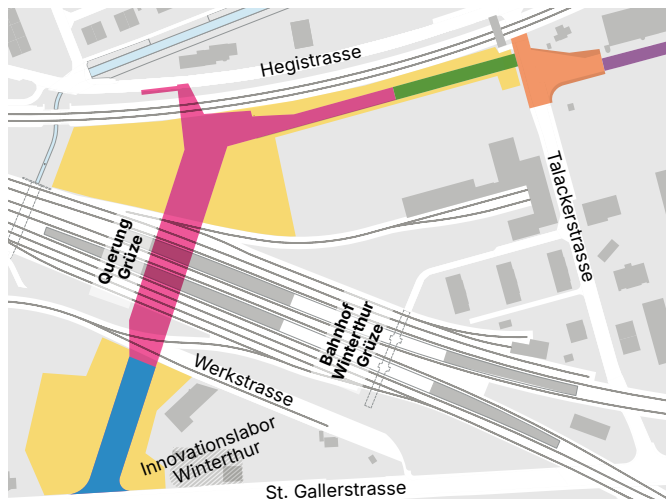 Hegistrasse
Talackerstrasse
Querung
Grüze
Bahnhof
Winterthur
Grüze
Werkstrasse
Innovationslabor
Winterthur
St. Gallerstrasse